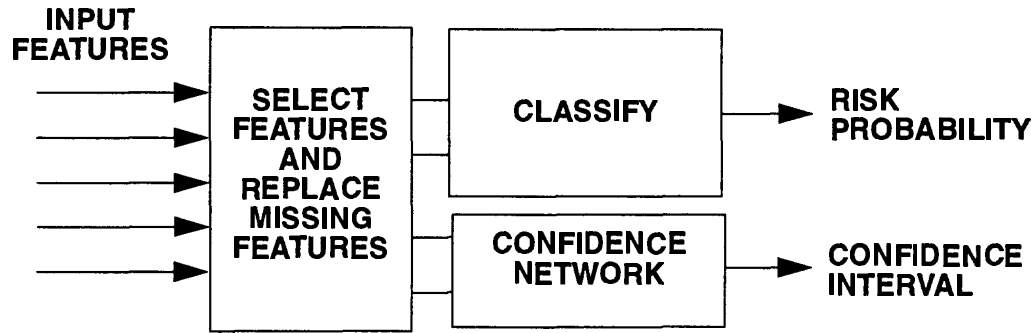 INPUT
FEATURES
SELECT
FEATURES
AND
REPLACE
MISSING
FEATURES
CLASSIFY
RISK
PROBABILITY
CONFIDENCE
NETWORK
CONFIDENCE
INTERVAL